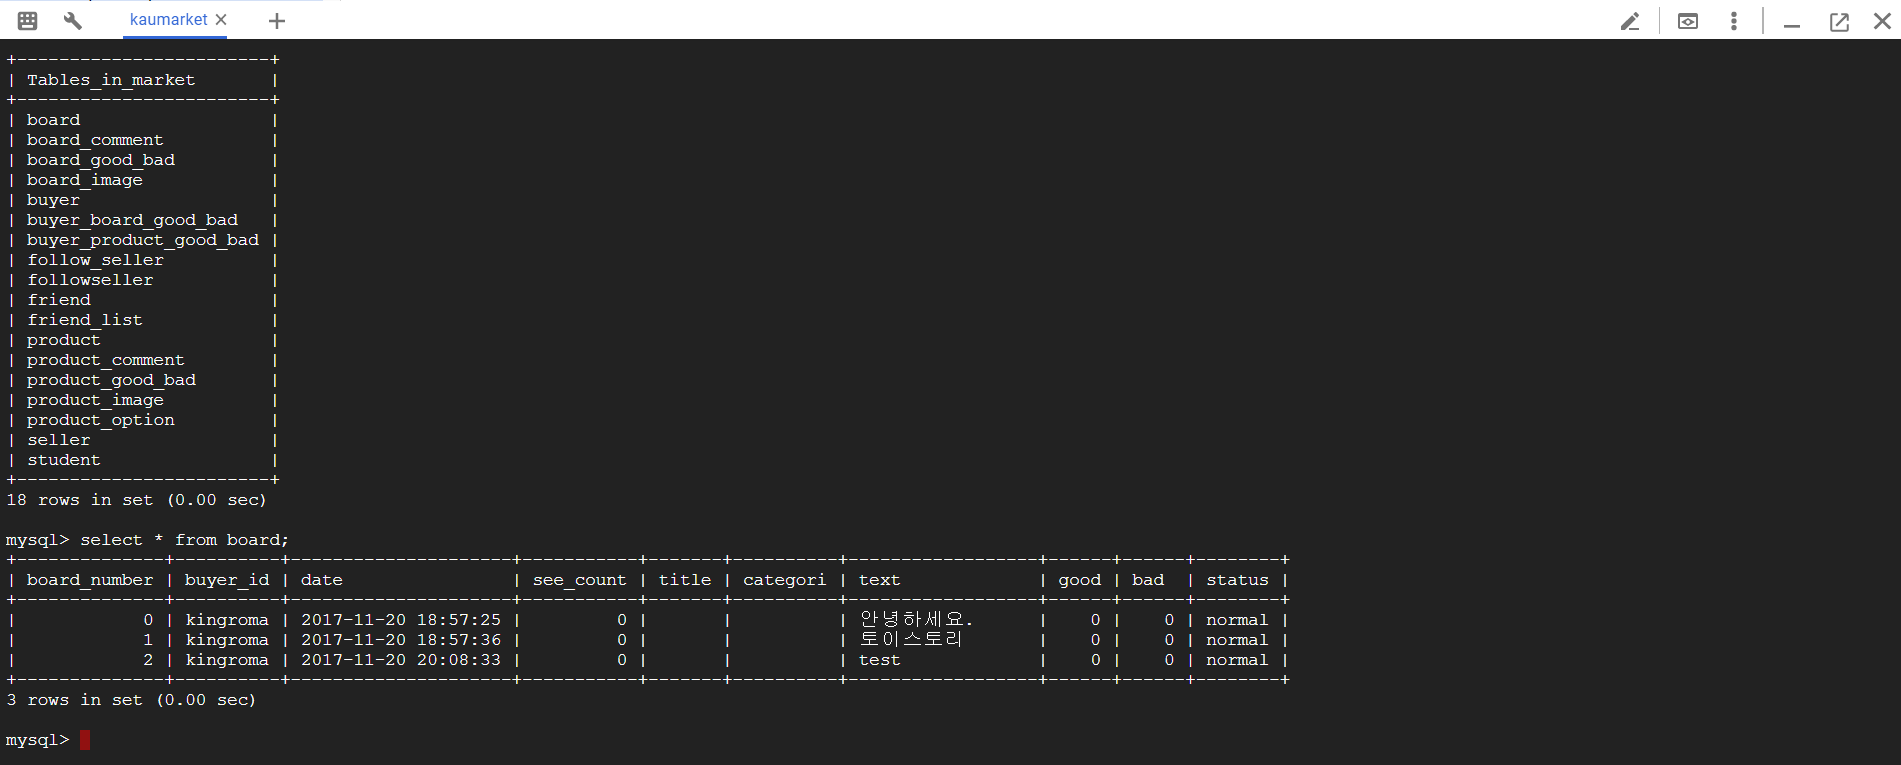 kaumarket
+------------------------+
| Tables_in_market       |
+------------------------+
| board                  |
| board_comment          |
| board_good_bad         |
| board_image            |
| buyer                  |
| buyer_board_good_bad   |
| buyer_product_good_bad |
| follow_seller          |
| followseller           |
| friend                 |
| friend_list            |
| product                |
| product_comment        |
| product_good_bad       |
| product_image          |
| product_option         |
| seller                 |
| student                |
+------------------------+
18 rows in set (0.00 sec)
mysql> select * from board;
+--------------+----------+---------------------+-----------+-------+----------+------------------+------+------+--------+
| board_number | buyer_id | date                | see_count | title | categori | text             | good | bad  | status |
+--------------+----------+---------------------+-----------+-------+----------+------------------+------+------+--------+
|            0 | kingroma | 2017-11-20 18:57:25 |         0 |       |          | 안녕하세요.      |    0 |    0 | normal |
|            1 | kingroma | 2017-11-20 18:57:36 |         0 |       |          | 토이스토리       |    0 |    0 | normal |
|            2 | kingroma | 2017-11-20 20:08:33 |         0 |       |          | test             |    0 |    0 | normal |
+--------------+----------+---------------------+-----------+-------+----------+------------------+------+------+--------+
3 rows in set (0.00 sec)
mysql>